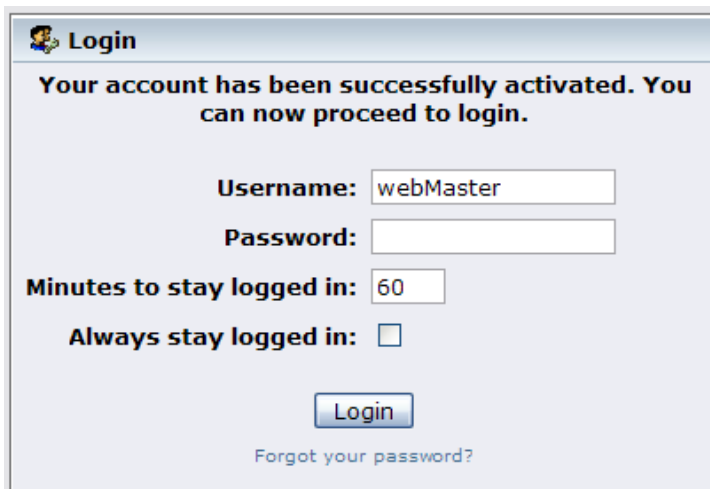 Login
Your account has been successfully activated. You
can now proceed to login.
Username: webMaster
Password:
Minutes to stay logged in: 60
Always stay logged in:
Login
Forgot your password?